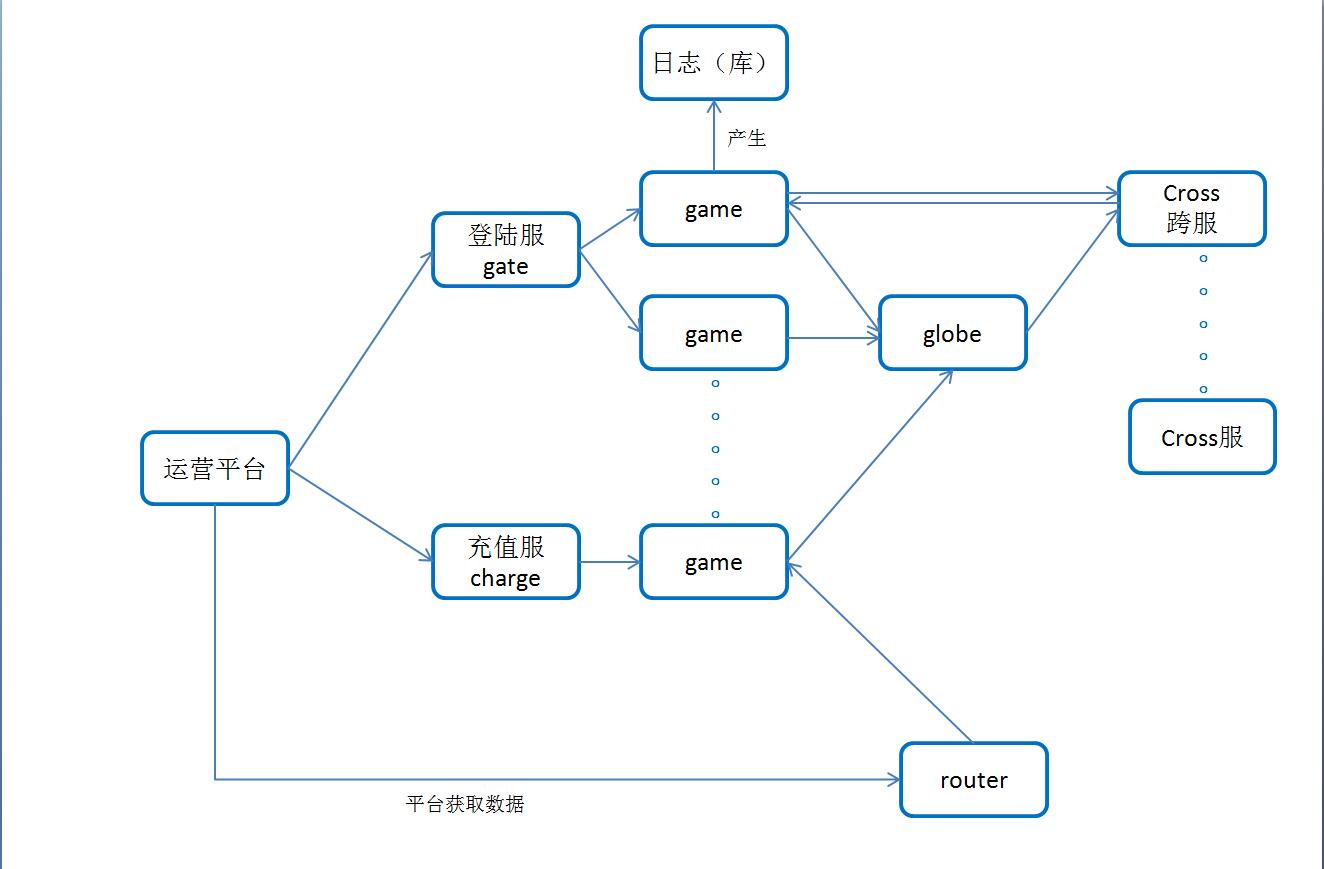 日志（库）
产生
game
Cross
跨服
登陆服
gate
game
globe
Cross服
运营平台
充值服
charge
game
router
平台获取数据